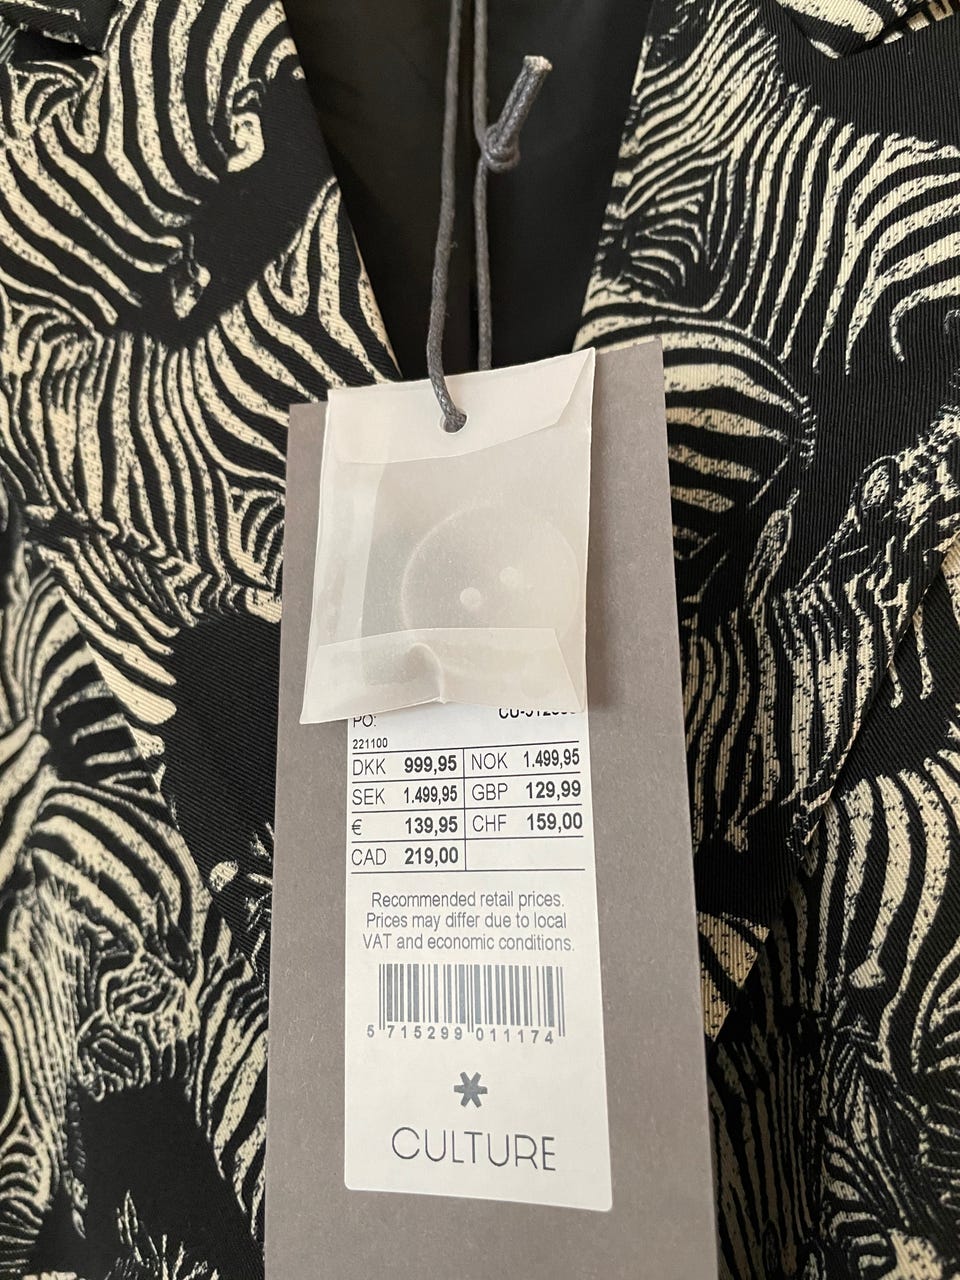 PO:
221100
DKK 999,95 NOK 1.499,95
SEK 1.499,95 GBP 129,99
€ 139,95 CHF 159,00
CAD 219,00
Recommended retail prices.
Prices may differ due to local
VAT and economic conditions.
5 715299 011174
CULTURE